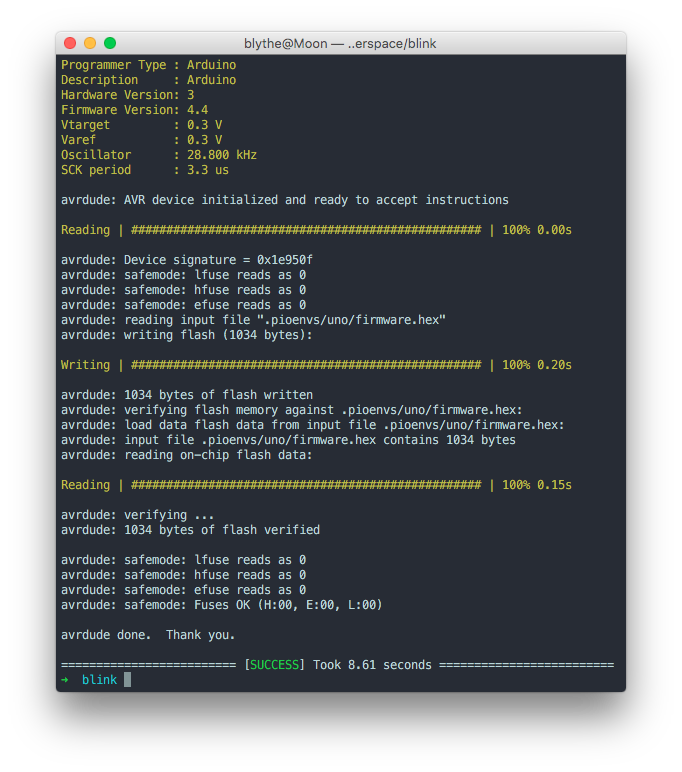 blythe@Moon — ..erspace/blink
Programmer Type : Arduino
Description     : Arduino
Hardware Version: 3
Firmware Version: 4.4
Vtarget         : 0.3 V
Varef           : 0.3 V
Oscillator      : 28.800 kHz
SCK period      : 3.3 us
avrdude: AVR device initialized and ready to accept instructions
Reading | ################################################## | 100% 0.00s
avrdude: Device signature = 0x1e950f
avrdude: safemode: lfuse reads as 0
avrdude: safemode: hfuse reads as 0
avrdude: safemode: efuse reads as 0
avrdude: reading input file ".pioenvs/uno/firmware.hex"
avrdude: writing flash (1034 bytes):
Writing | ################################################## | 100% 0.20s
avrdude: 1034 bytes of flash written
avrdude: verifying flash memory against .pioenvs/uno/firmware.hex:
avrdude: load data flash data from input file .pioenvs/uno/firmware.hex:
avrdude: input file .pioenvs/uno/firmware.hex contains 1034 bytes
avrdude: reading on-chip flash data:
Reading | ################################################## | 100% 0.15s
avrdude: verifying ...
avrdude: 1034 bytes of flash verified
avrdude: safemode: lfuse reads as 0
avrdude: safemode: hfuse reads as 0
avrdude: safemode: efuse reads as 0
avrdude: safemode: Fuses OK (H:00, E:00, L:00)
avrdude done.  Thank you.
========================= [SUCCESS] Took 8.61 seconds =========================
➜  blink